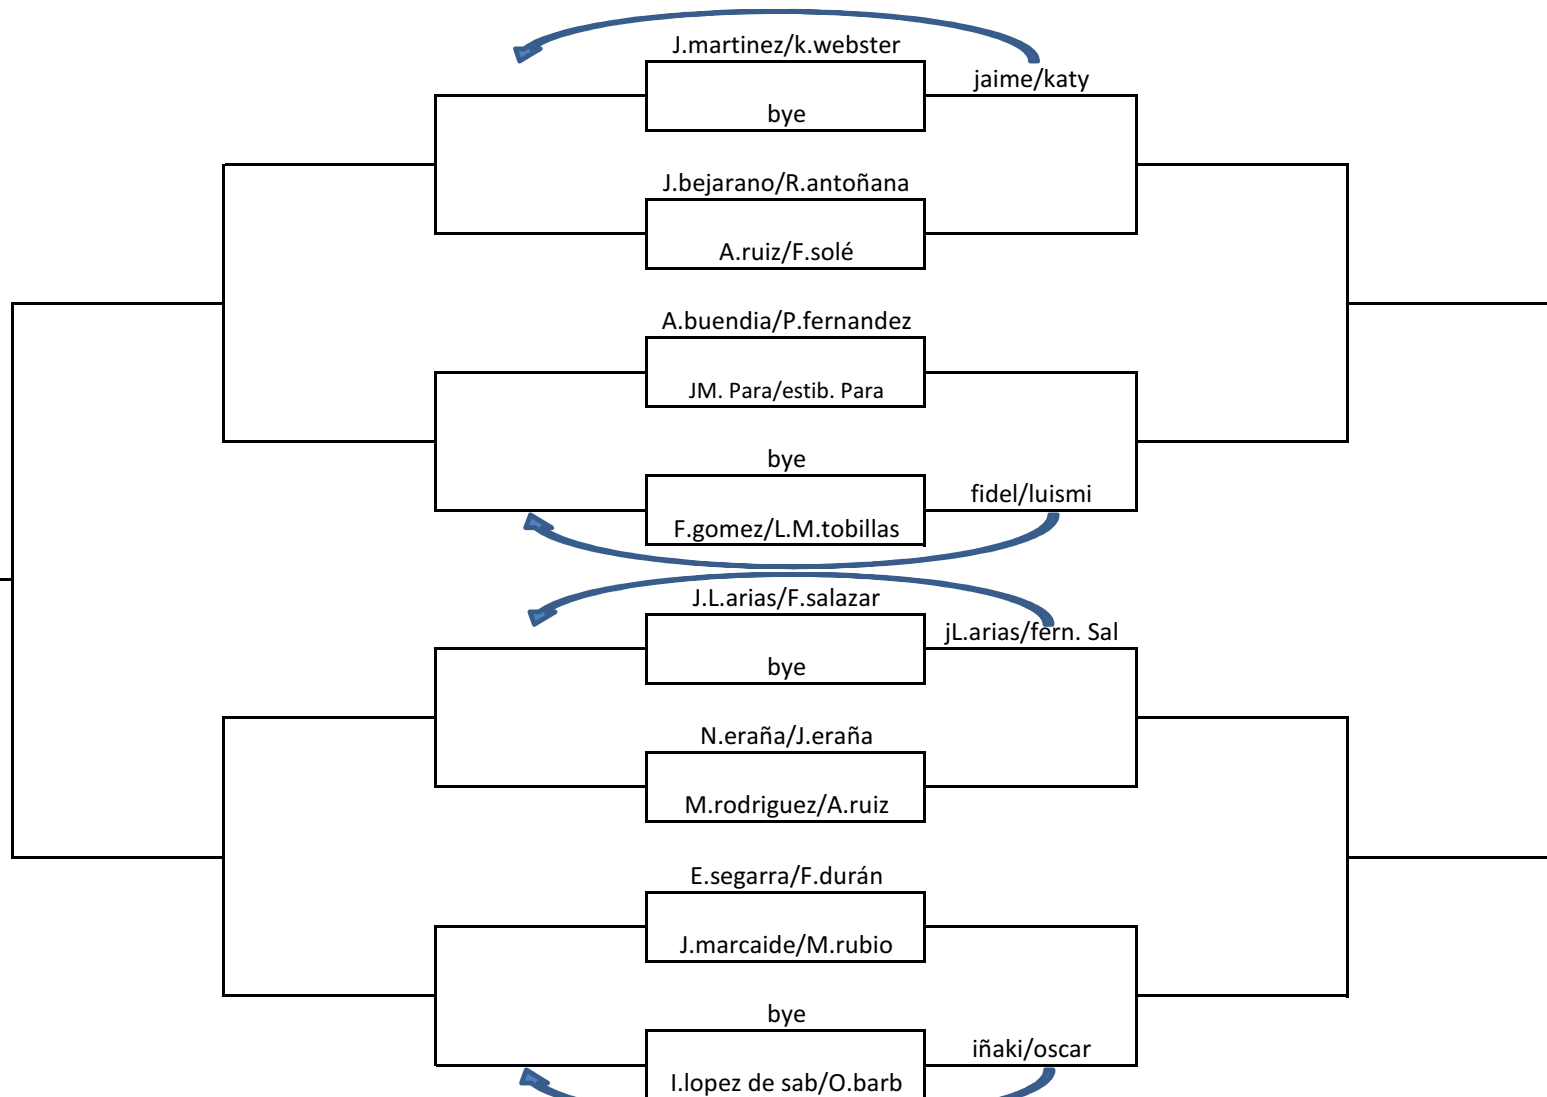 J.martinez/k.webster
jaime/katy
bye
J.bejarano/R.antoñana
A.ruiz/F.solé
A.buendia/P.fernandez
JM. Para/estib. Para
bye
fidel/luismi
F.gomez/L.M.tobillas
J.L.arias/F.salazar
jL.arias/fern. Sal
bye
N.eraña/J.eraña
M.rodriguez/A.ruiz
E.segarra/F.durán
J.marcaide/M.rubio
bye
iñaki/oscar
I.lopez de sab/O.barb